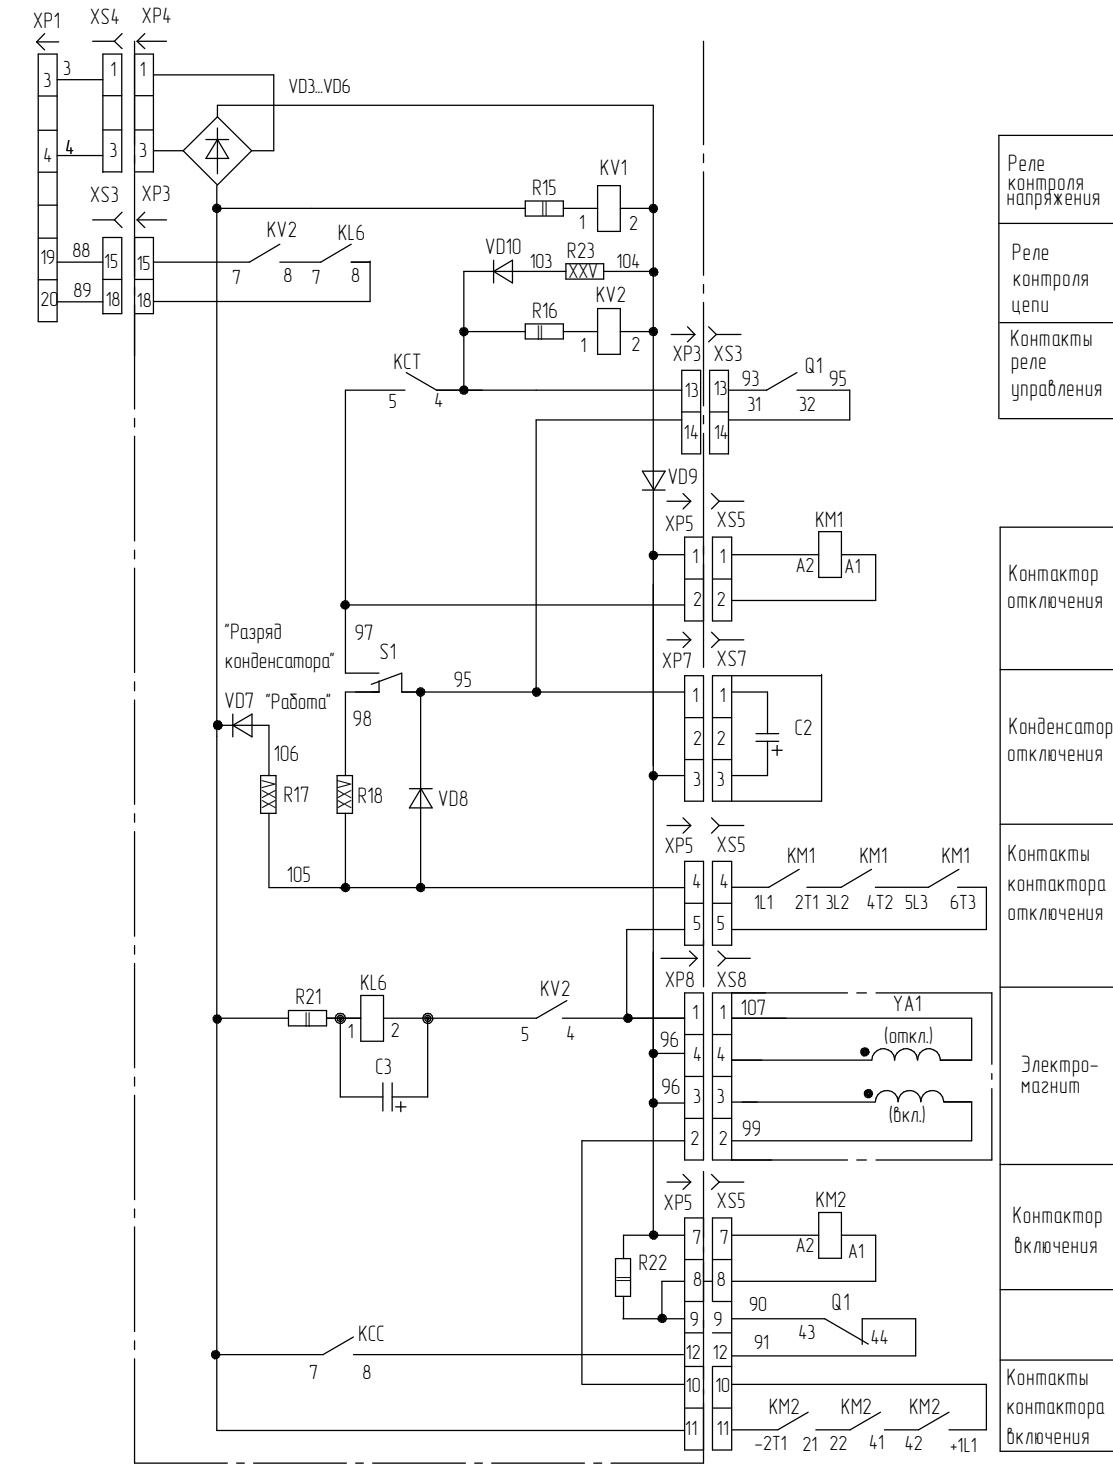 XP1 XS4 XP4
3 3 1 1
VD3...VD6
4 4 3 3
XS3 XP3
R15 KV1
1 2
Реле
контроля
напряжения
19 88 15 15
KV2 KL6
7 8 7 8
VD10 103 R23 104
20 89 18 18
R16 KV2
1 2
Реле
контроля
цепи
XP3 XS3
KCT
5 4
13 13 93 Q1 95
31 32
14 14
Контакты
реле
управления
VD9
XP5 XS5
KM1
1 1 A2 A1
2 2
Контактор
отключения
97
"Разряд
конденсатора"
S1
XP7 XS7
VD7 "Работа"
98
95
1 1
2 2 C2
+
3 3
Конденсатор
отключения
106
R17 R18 VD8
105
XP5 XS5
KM1 KM1 KM1
4 4
1L1 2T1 3L2 4T2 5L3 6T3
5 5
Контакты
контактора
отключения
XP8 XS8
R21 KL6
1 2
C3
+
KV2
5 4
1 1 107 YA1
(откл.)
96 4 4
96 3 3
(вкл.)
2 2 99
Электро-
магнит
XP5 XS5
KM2
7 7 A2 A1
R22
8 8
Контактор
включения
9 9 90 Q1
43 44
KCC
7 8
12 12 91
10 10
KM2 KM2 KM2
11 11
-2T1 21 22 41 42 +1L1
Контакты
контактора
включения